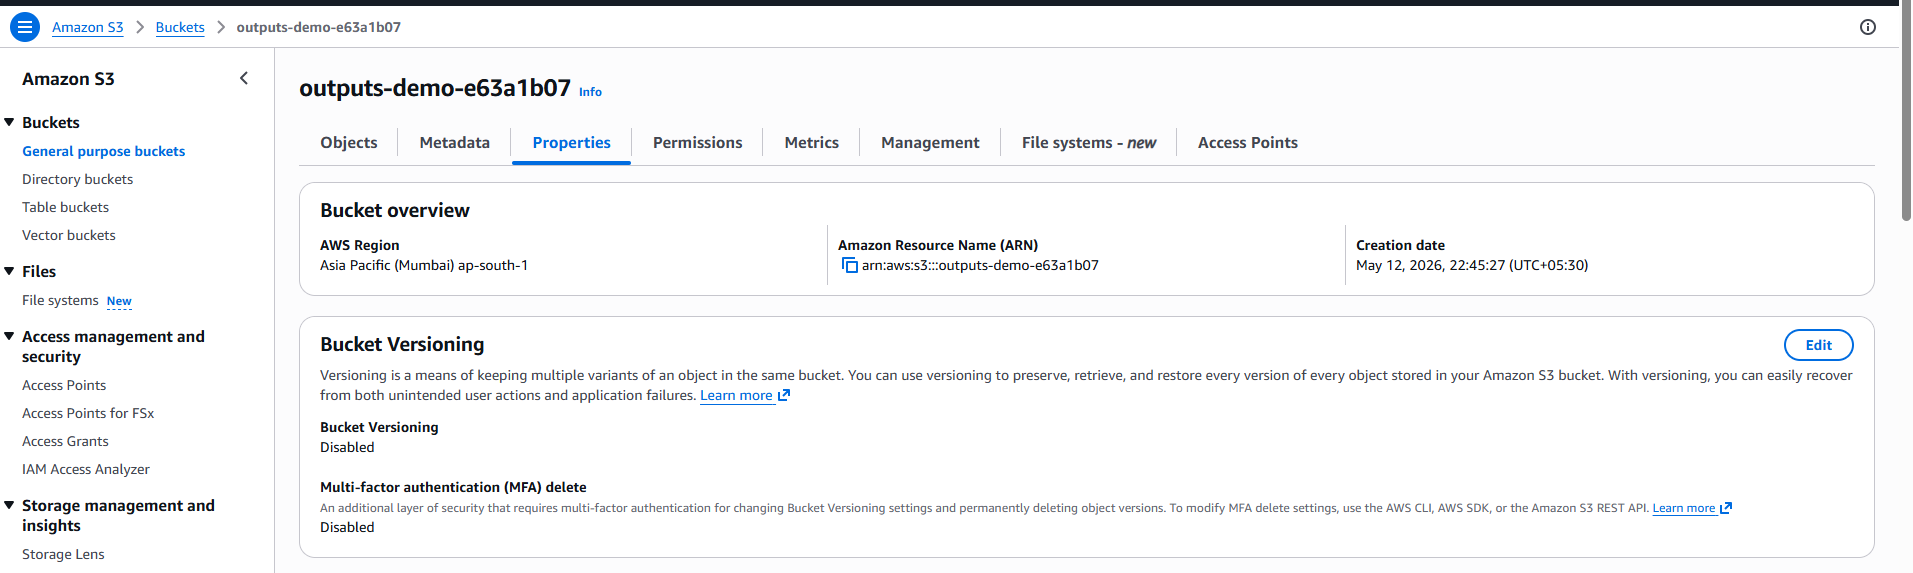 Amazon S3 > Buckets > outputs-demo-e63a1b07
Amazon S3
Buckets
General purpose buckets
Directory buckets
Table buckets
Vector buckets
Files
File systems New
Access management and
security
Access Points
Access Points for FSx
Access Grants
IAM Access Analyzer
Storage management and
insights
Storage Lens
outputs-demo-e63a1b07 Info
Objects Metadata Properties Permissions Metrics Management File systems - new Access Points
Bucket overview
AWS Region
Asia Pacific (Mumbai) ap-south-1
Amazon Resource Name (ARN)
arn:aws:s3:::outputs-demo-e63a1b07
Creation date
May 12, 2026, 22:45:27 (UTC+05:30)
Bucket Versioning
Edit
Versioning is a means of keeping multiple variants of an object in the same bucket. You can use versioning to preserve, retrieve, and restore every version of every object stored in your Amazon S3 bucket. With versioning, you can easily recover
from both unintended user actions and application failures. Learn more
Bucket Versioning
Disabled
Multi-factor authentication (MFA) delete
An additional layer of security that requires multi-factor authentication for changing Bucket Versioning settings and permanently deleting object versions. To modify MFA delete settings, use the AWS CLI, AWS SDK, or the Amazon S3 REST API. Learn more
Disabled